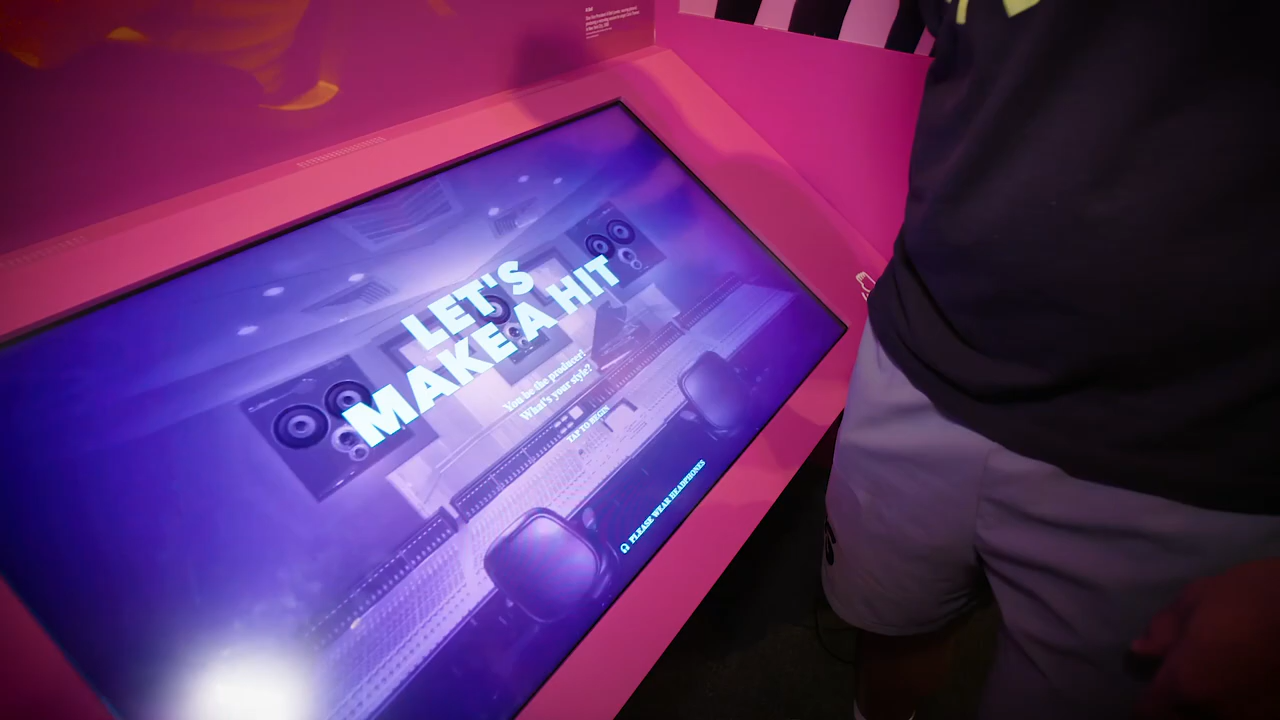 LET'S
MAKE A HIT
You be the producer!
What's your style?
TAP TO BEGIN
PLEASE WEAR HEADPHONES